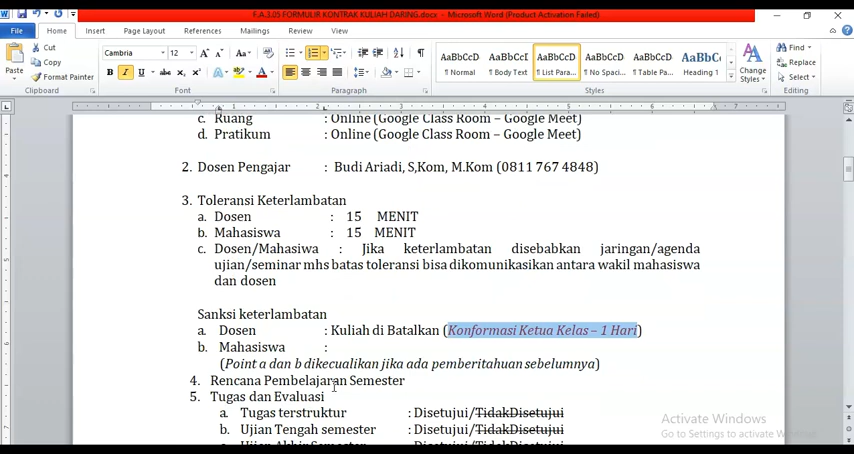 F.A.3.05 FORMULIR KONTRAK KULIAH DARING.docx - Microsoft Word (Product Activation Failed)
File Home Insert Page Layout References Mailings Review View
Cut
Copy
Format Painter
Paste
Clipboard
Cambria 12
Font
Paragraph
AaBbCcD AaBbCcD AaBbCcD AaBbCcD AaBbCcD AaBbC
¶ Normal ¶ Body Text ¶ List Para... ¶ No Spaci... ¶ Table Pa... Heading 1
Change Styles
Styles
Find
Replace
Select
Editing
c. Ruang : Online (Google Class Room – Google Meet)
d. Pratikum : Online (Google Class Room – Google Meet)
2. Dosen Pengajar : Budi Ariadi, S,Kom, M.Kom (0811 767 4848)
3. Toleransi Keterlambatan
a. Dosen : 15 MENIT
b. Mahasiswa : 15 MENIT
c. Dosen/Mahasiwa : Jika keterlambatan disebabkan jaringan/agenda
ujian/seminar mhs batas toleransi bisa dikomunikasikan antara wakil mahasiswa
dan dosen
Sanksi keterlambatan
a. Dosen : Kuliah di Batalkan (Konformasi Ketua Kelas – 1 Hari)
b. Mahasiswa :
(Point a dan b dikecualikan jika ada pemberitahuan sebelumnya)
4. Rencana Pembelajaran Semester
5. Tugas dan Evaluasi
a. Tugas terstruktur : Disetujui/TidakDisetujui
b. Ujian Tengah semester : Disetujui/TidakDisetujui
c. Ujian Akhir Semester : Disetujui/TidakDisetujui
Activate Windows
Go to Settings to activate Windows.